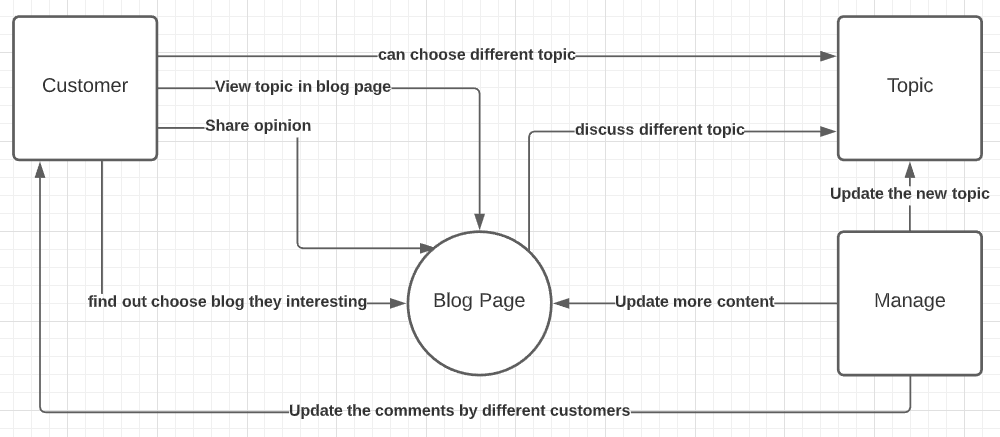 can choose different topic
Customer
View topic in blog page
Topic
Share opinion
discuss different topic
Update the new topic
find out choose blog they interesting
Blog Page
Update more content
Manage
Update the comments by different customers